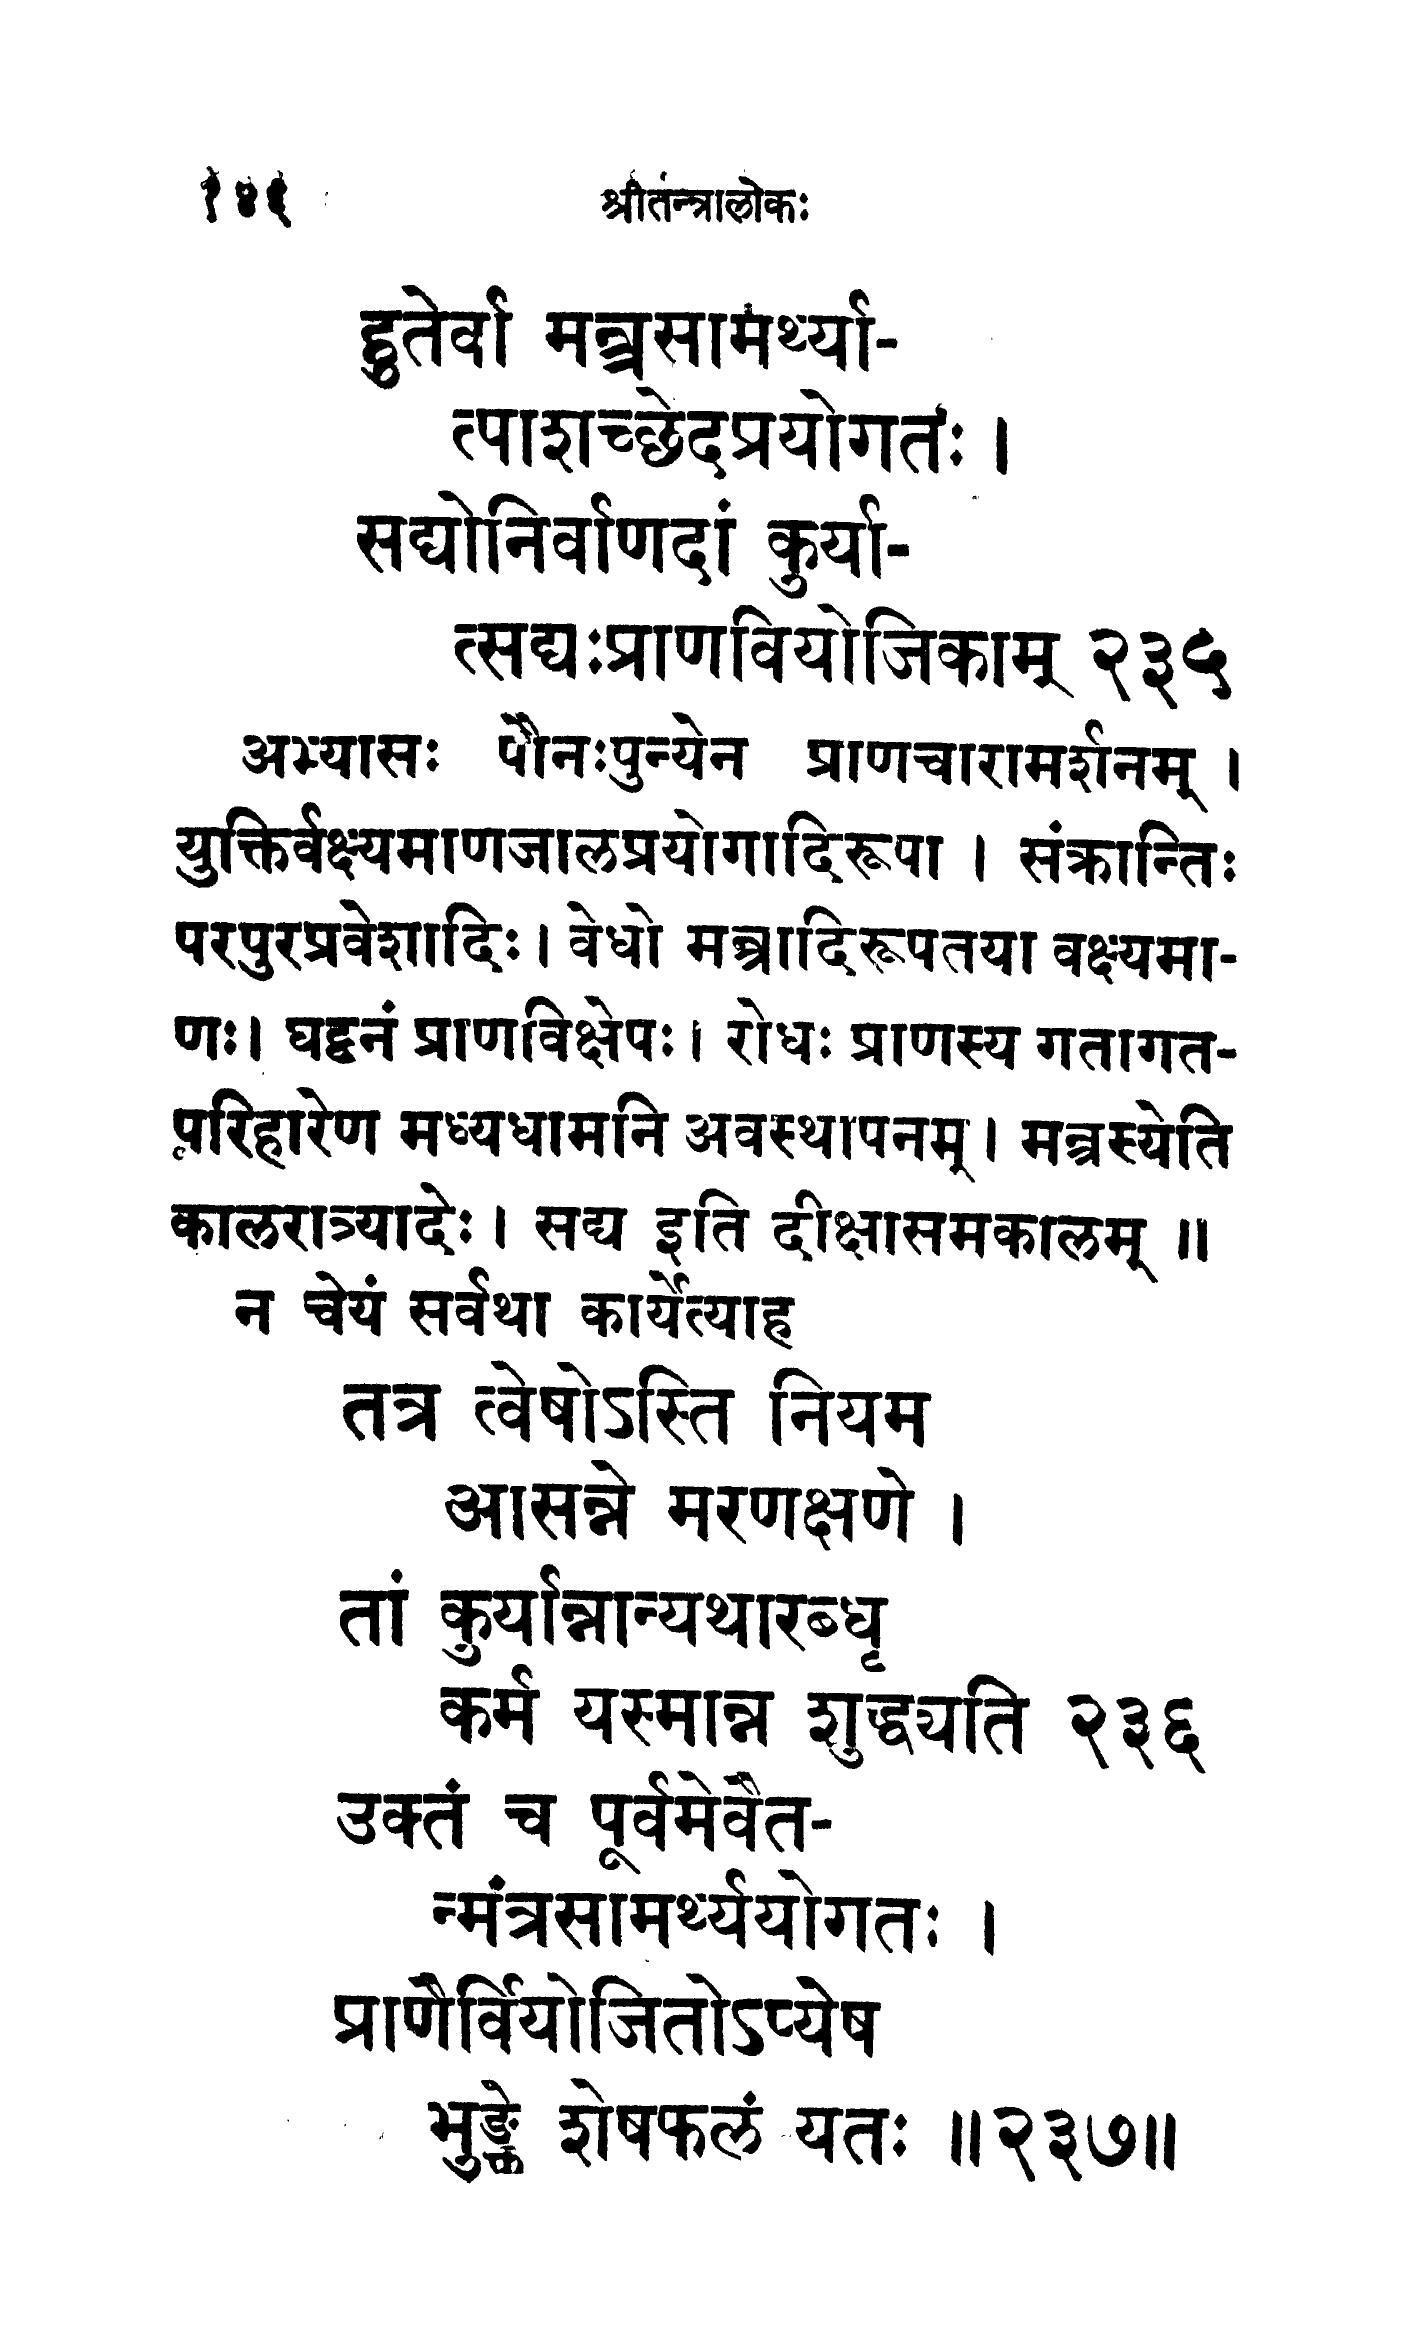 १४६ श्रीतन्त्रालोकः
द्धुतेर्वा मन्त्रसामर्थ्या-
त्पाशच्छेदप्रयोगतः ।
सद्योनिर्वाणदां कुर्या-
त्सद्यःप्राणवियोजिकाम् २३५
अभ्यासः पौनःपुन्येन प्राणचारामर्शनम् ।
युक्तिर्वक्ष्यमाणजालप्रयोगादिरूपा । संक्रान्तिः
परपुरप्रवेशादिः । वेधो मन्त्रादिरूपतया वक्ष्यमा-
णः । घट्टनं प्राणविक्षेपः । रोधः प्राणस्य गतागत-
परिहारेण मध्यधामनि अवस्थापनम् । मन्त्रस्येति
कालरात्र्यादेः । सद्य इति दीक्षासमकालम् ॥
न चेयं सर्वथा कार्येत्याह
तत्र त्वेषोऽस्ति नियम
आसन्ने मरणक्षणे ।
तां कुर्यान्नान्यथारब्धृ
कर्म यस्मान्न शुद्ध्यति २३६
उक्तं च पूर्वमेवैत-
न्मंत्रसामर्थ्ययोगतः ।
प्राणैर्वियोजितोऽप्येष
भुङ्क्ते शेषफलं यतः ॥२३७॥